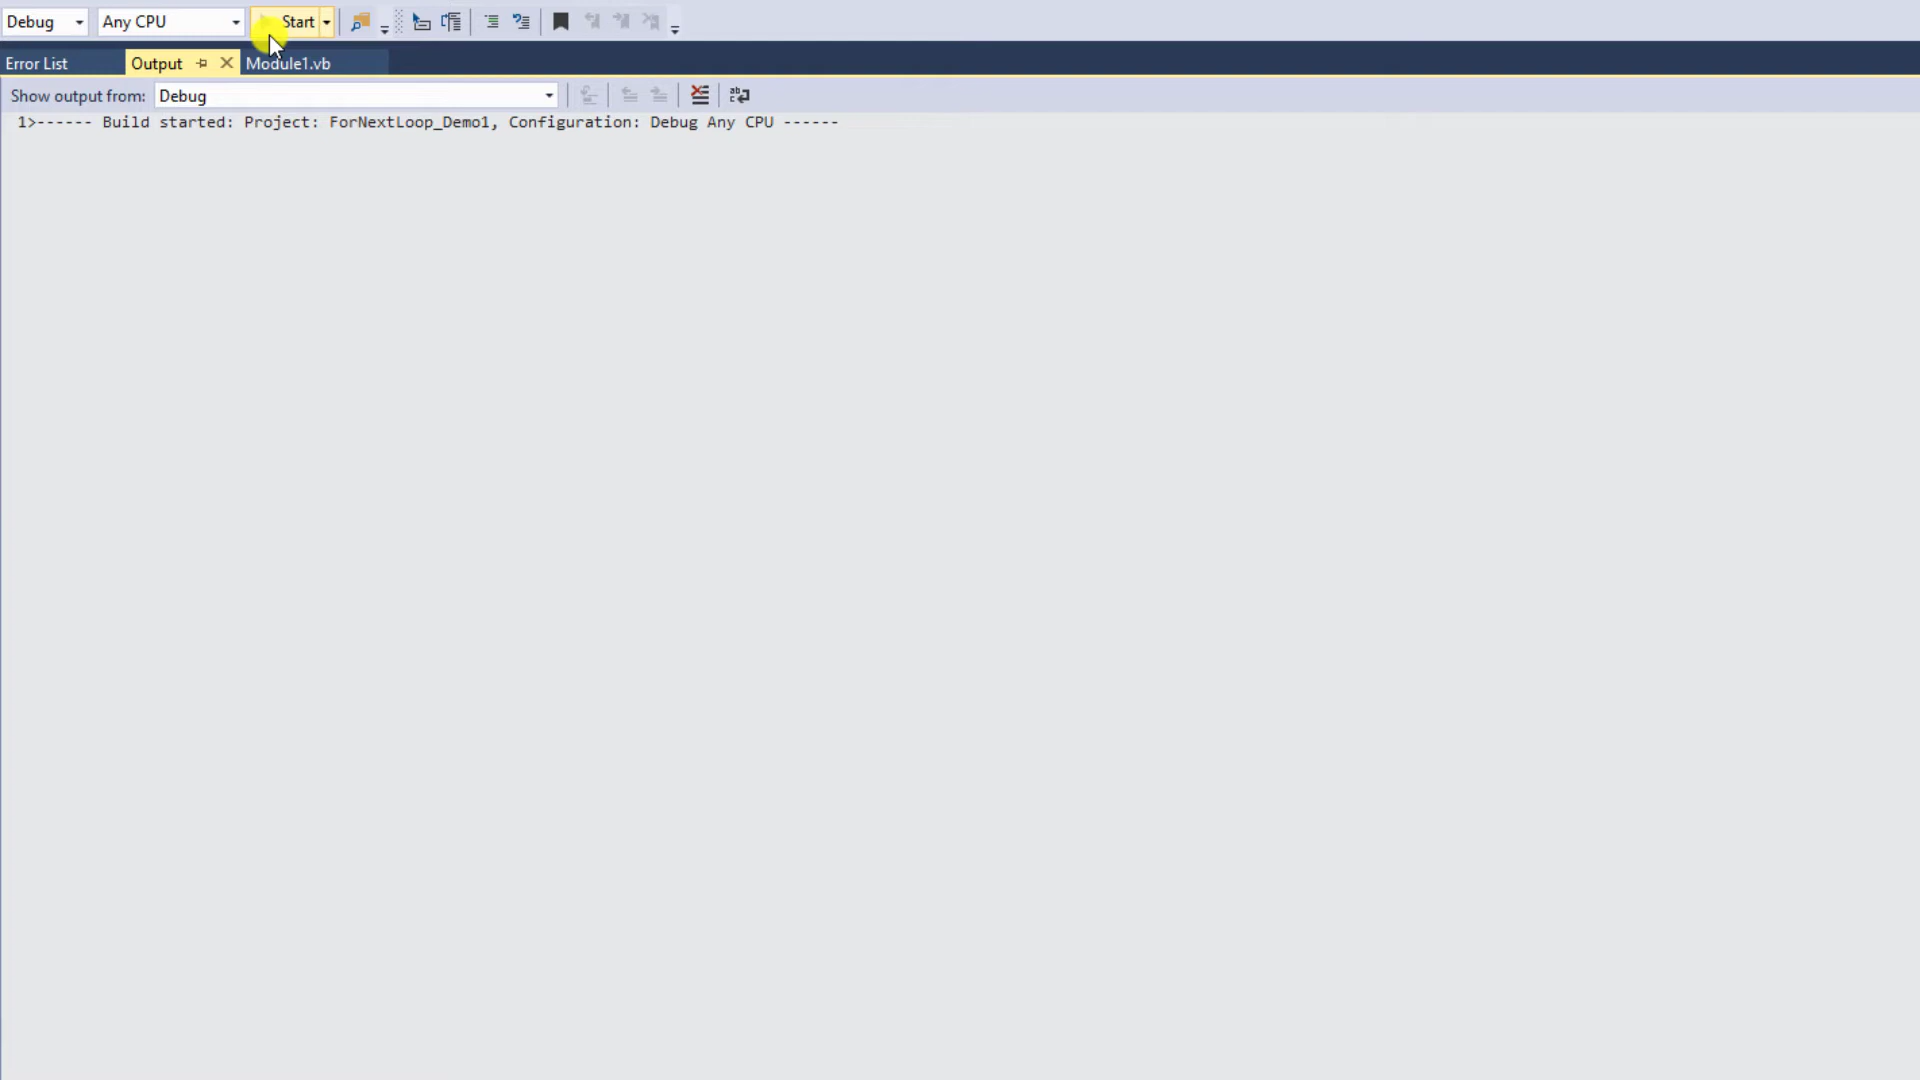 Debug Any CPU Start
Error List Output Module1.vb
Show output from: Debug
1>------ Build started: Project: ForNextLoop_Demo1, Configuration: Debug Any CPU ------